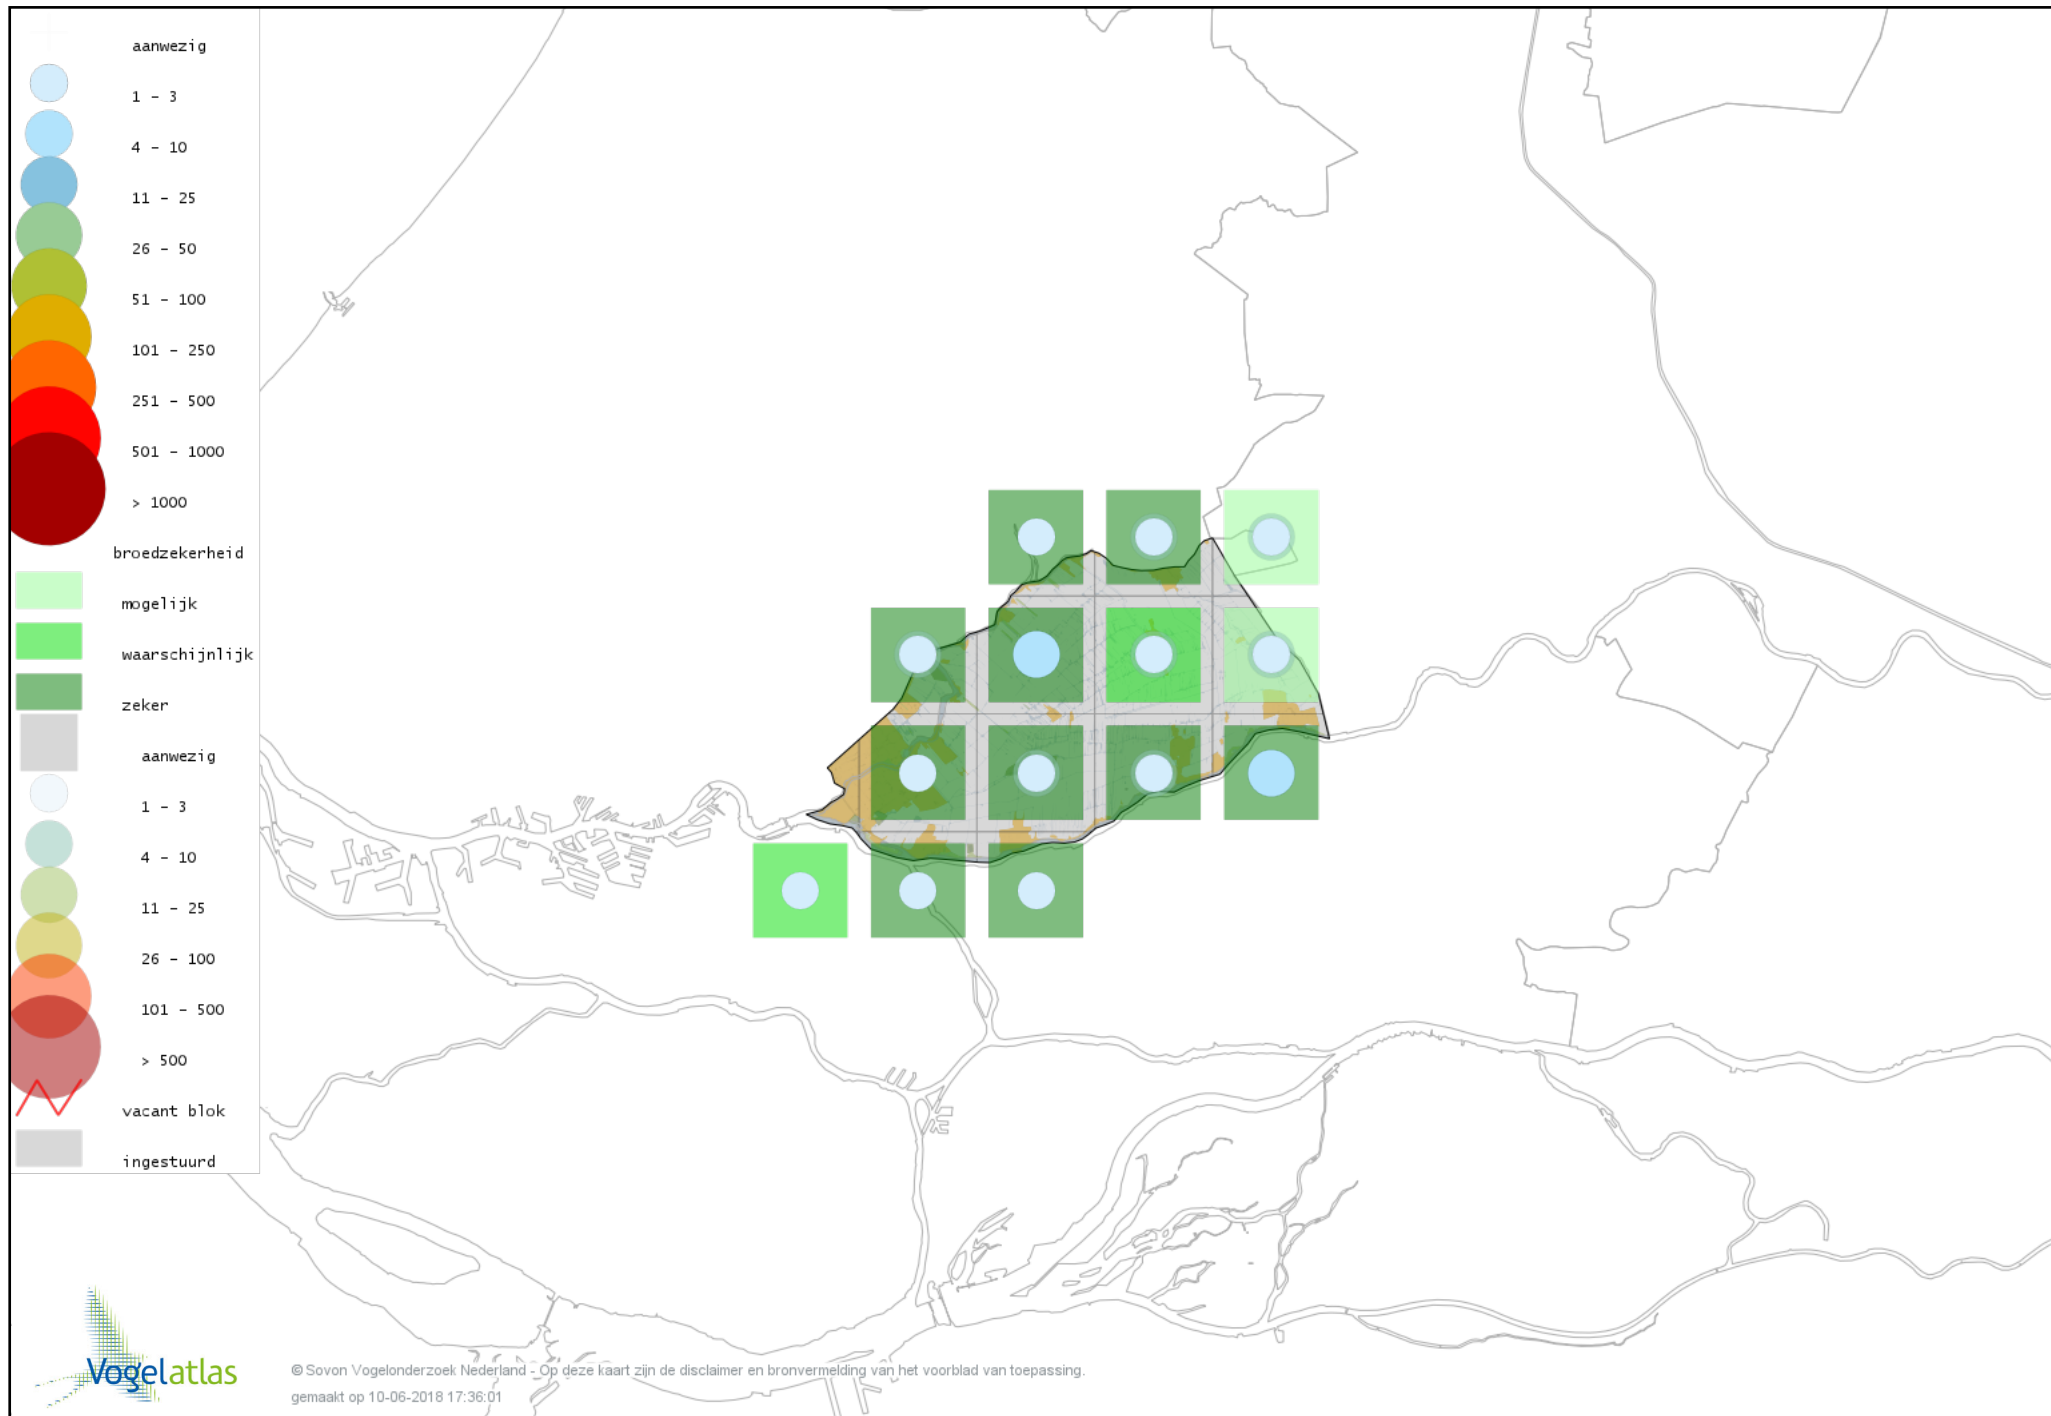 aanwezig
1 - 3
4 - 10
11 - 25
26 - 50
51 - 100
101 - 250
251 - 500
501 - 1000
> 1000
broedzekerheid
mogelijk
waarschijnlijk
zeker
aanwezig
1 - 3
4 - 10
11 - 25
26 - 100
101 - 500
> 500
vacant blok
ingestuurd
Vogelatlas
© Sovon Vogelonderzoek Nederland - Op deze kaart zijn de disclaimer en bronvermelding van het voorblad van toepassing.
gemaakt op 10-06-2018 17:36:01